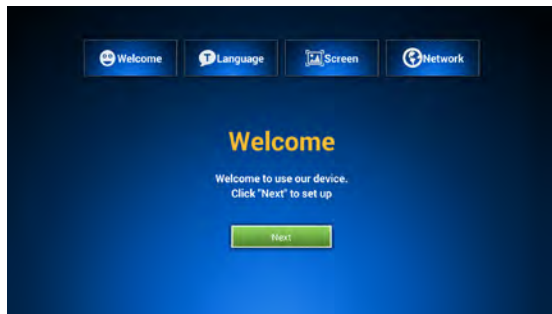 Welcome
Language
Screen
Network
Welcome
Welcome to use our device.
Click "Next" to set up
Next